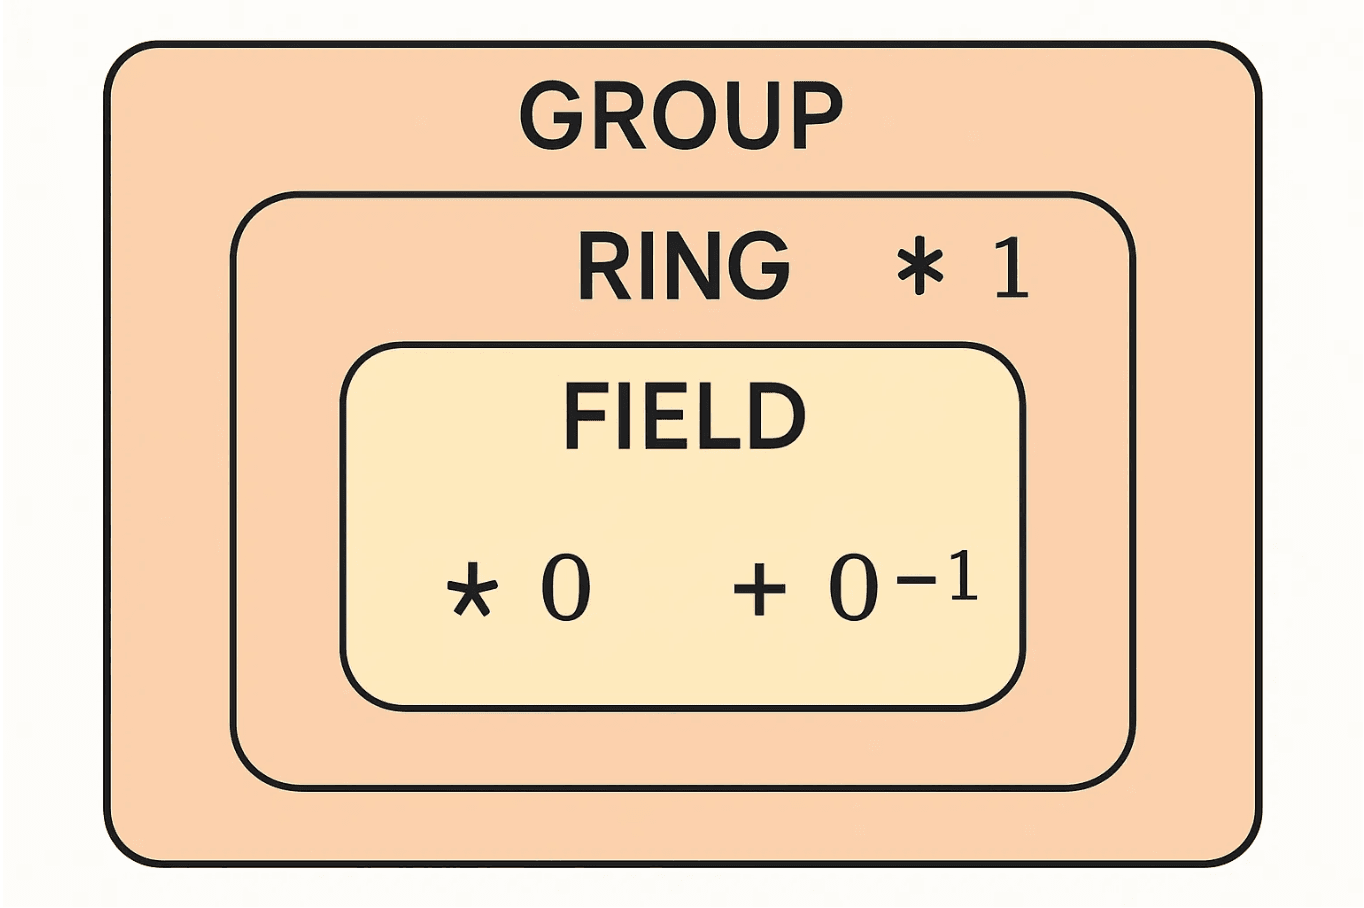 GROUP
RING * 1
FIELD
* 0 + 0⁻¹